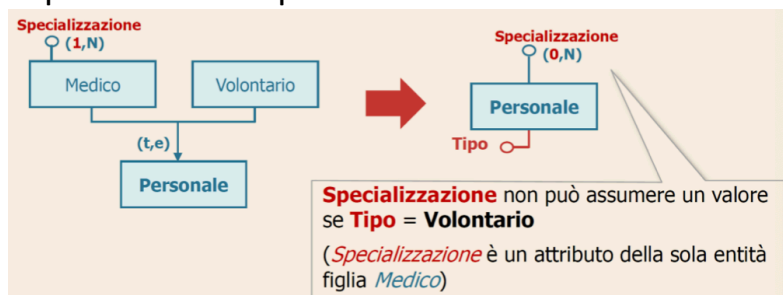 Specializzazione
(1,N)
Medico
Volontario
(t,e)
Personale
Specializzazione
(0,N)
Personale
Tipo
Specializzazione non può assumere un valore
se Tipo = Volontario
(Specializzazione è un attributo della sola entità
figlia Medico)